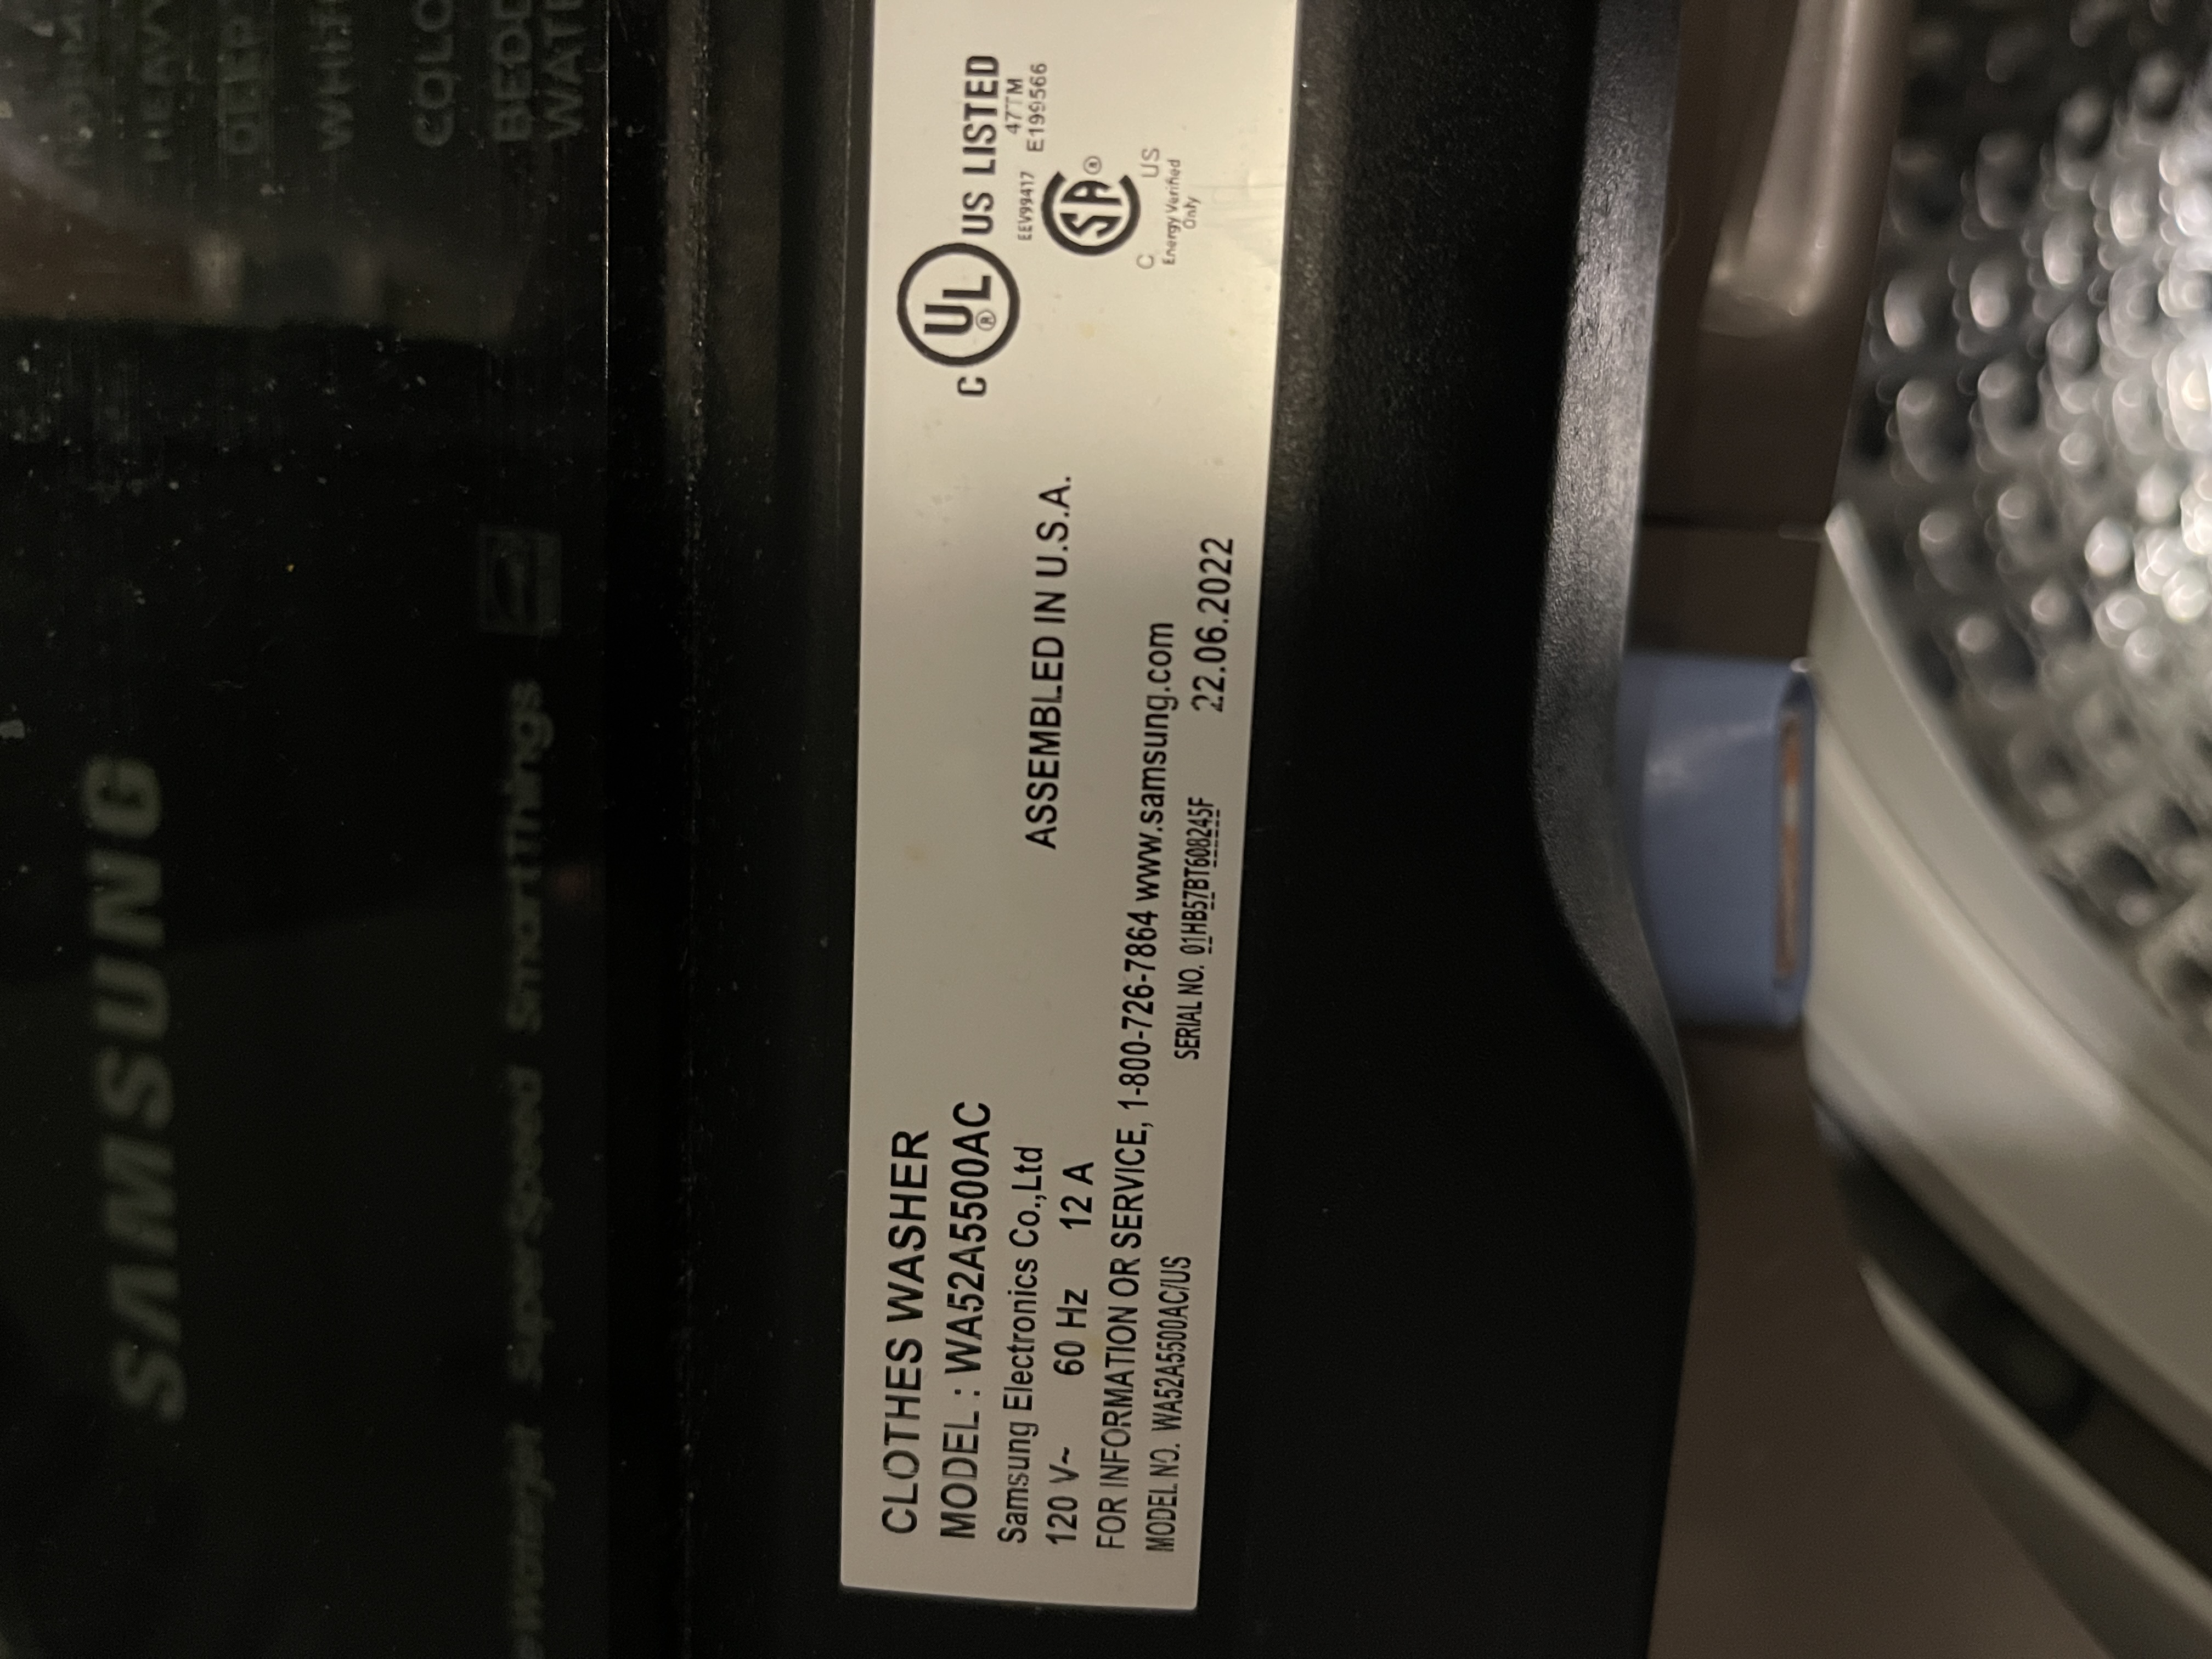 SAMSUNG
SuperSpeed SmartThings
CLOTHES WASHER
MODEL : WA52A5500AC
Samsung Electronics Co.,Ltd
120 V~ 60 Hz 12 A
FOR INFORMATION OR SERVICE, 1-800-726-7864 www.samsung.com
MODEL NO. WA52A5500AC/US SERIAL NO. 01HB57BT608245F
22.06.2022
ASSEMBLED IN U.S.A.
C UL ® US LISTED
47TM
EEV99417 E199566
SA ®
C US
Energy Verified
Only